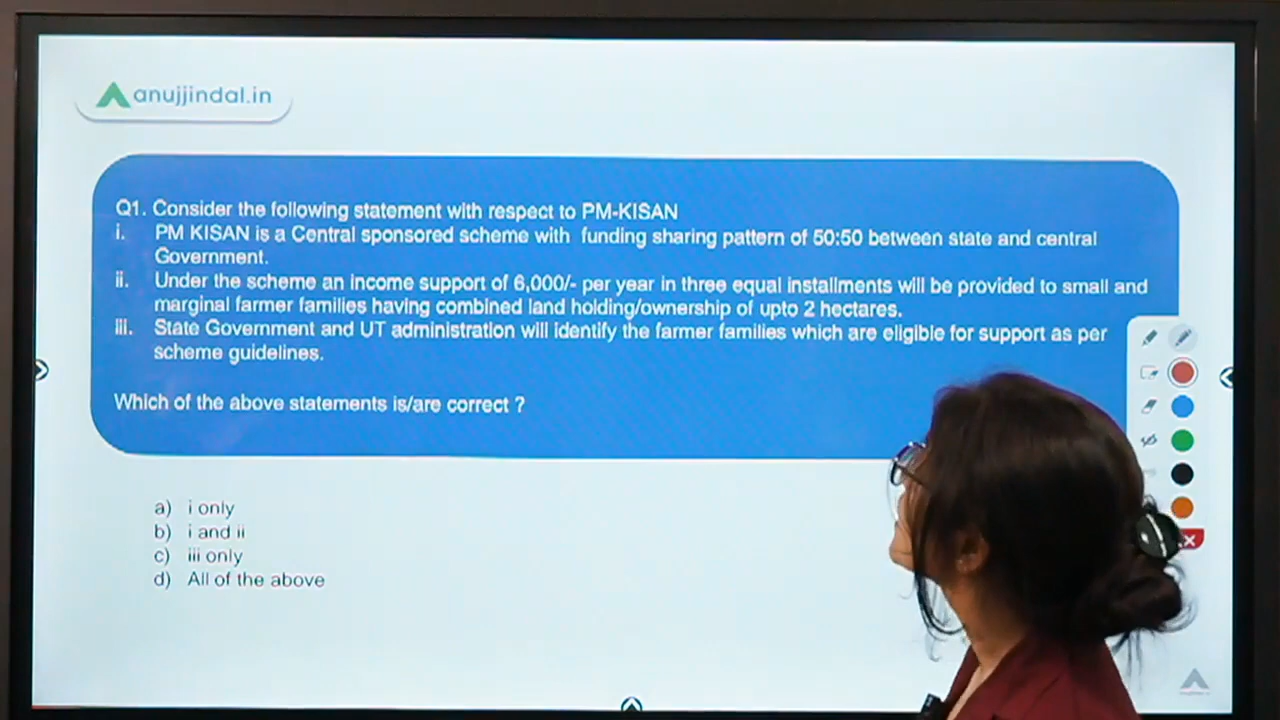 anujjindal.in
Q1. Consider the following statement with respect to PM-KISAN
i. PM KISAN is a Central sponsored scheme with funding sharing pattern of 50:50 between state and central
Government.
ii. Under the scheme an income support of 6,000/- per year in three equal installments will be provided to small and
marginal farmer families having combined land holding/ownership of upto 2 hectares.
iii. State Government and UT administration will identify the farmer families which are eligible for support as per
scheme guidelines.
Which of the above statements is/are correct ?
a) i only
b) i and ii
c) iii only
d) All of the above